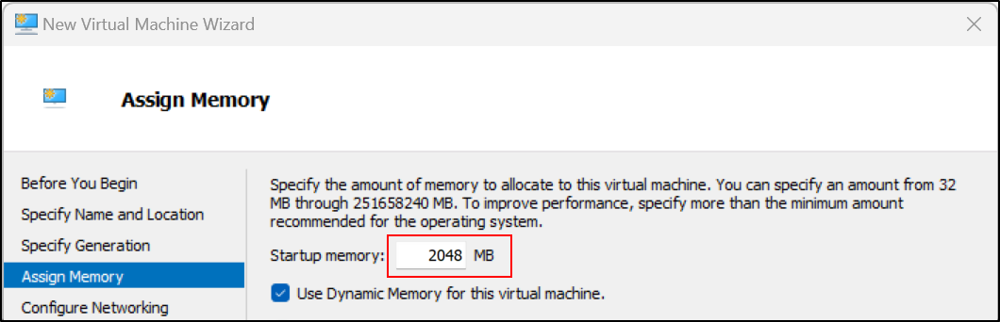 New Virtual Machine Wizard
Assign Memory
Before You Begin
Specify Name and Location
Specify Generation
Assign Memory
Configure Networking
Specify the amount of memory to allocate to this virtual machine. You can specify an amount from 32
MB through 251658240 MB. To improve performance, specify more than the minimum amount
recommended for the operating system.
Startup memory: 2048 MB
Use Dynamic Memory for this virtual machine.